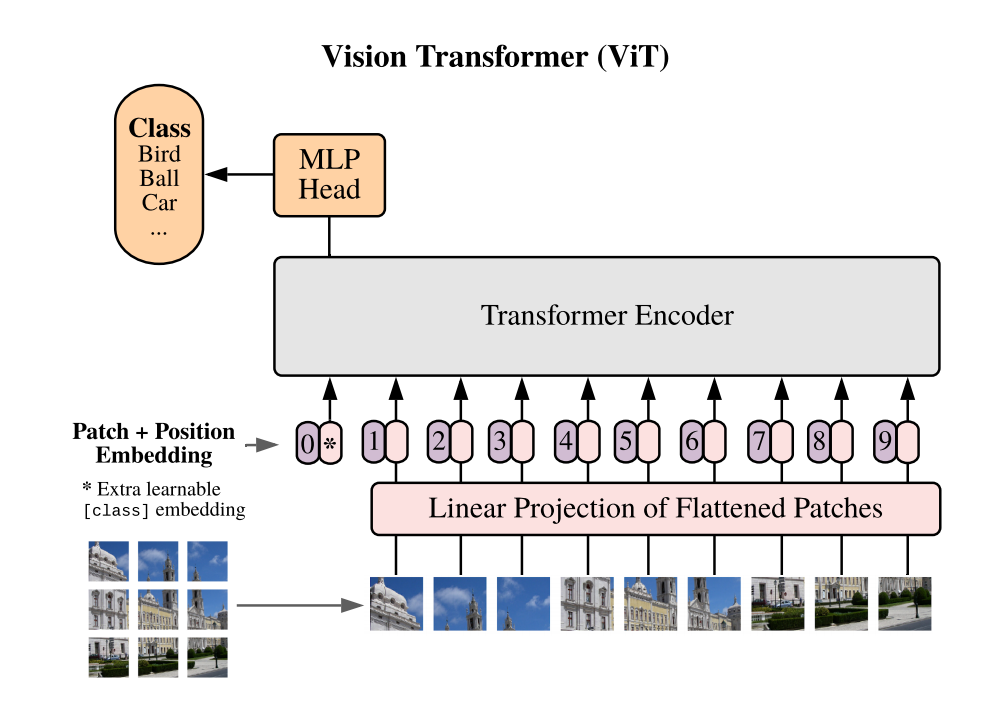 Vision Transformer (ViT)
Class
Bird
Ball
Car
...
MLP
Head
Transformer Encoder
Patch + Position
Embedding
* Extra learnable
[class] embedding
0 * 1 2 3 4 5 6 7 8 9
Linear Projection of Flattened Patches